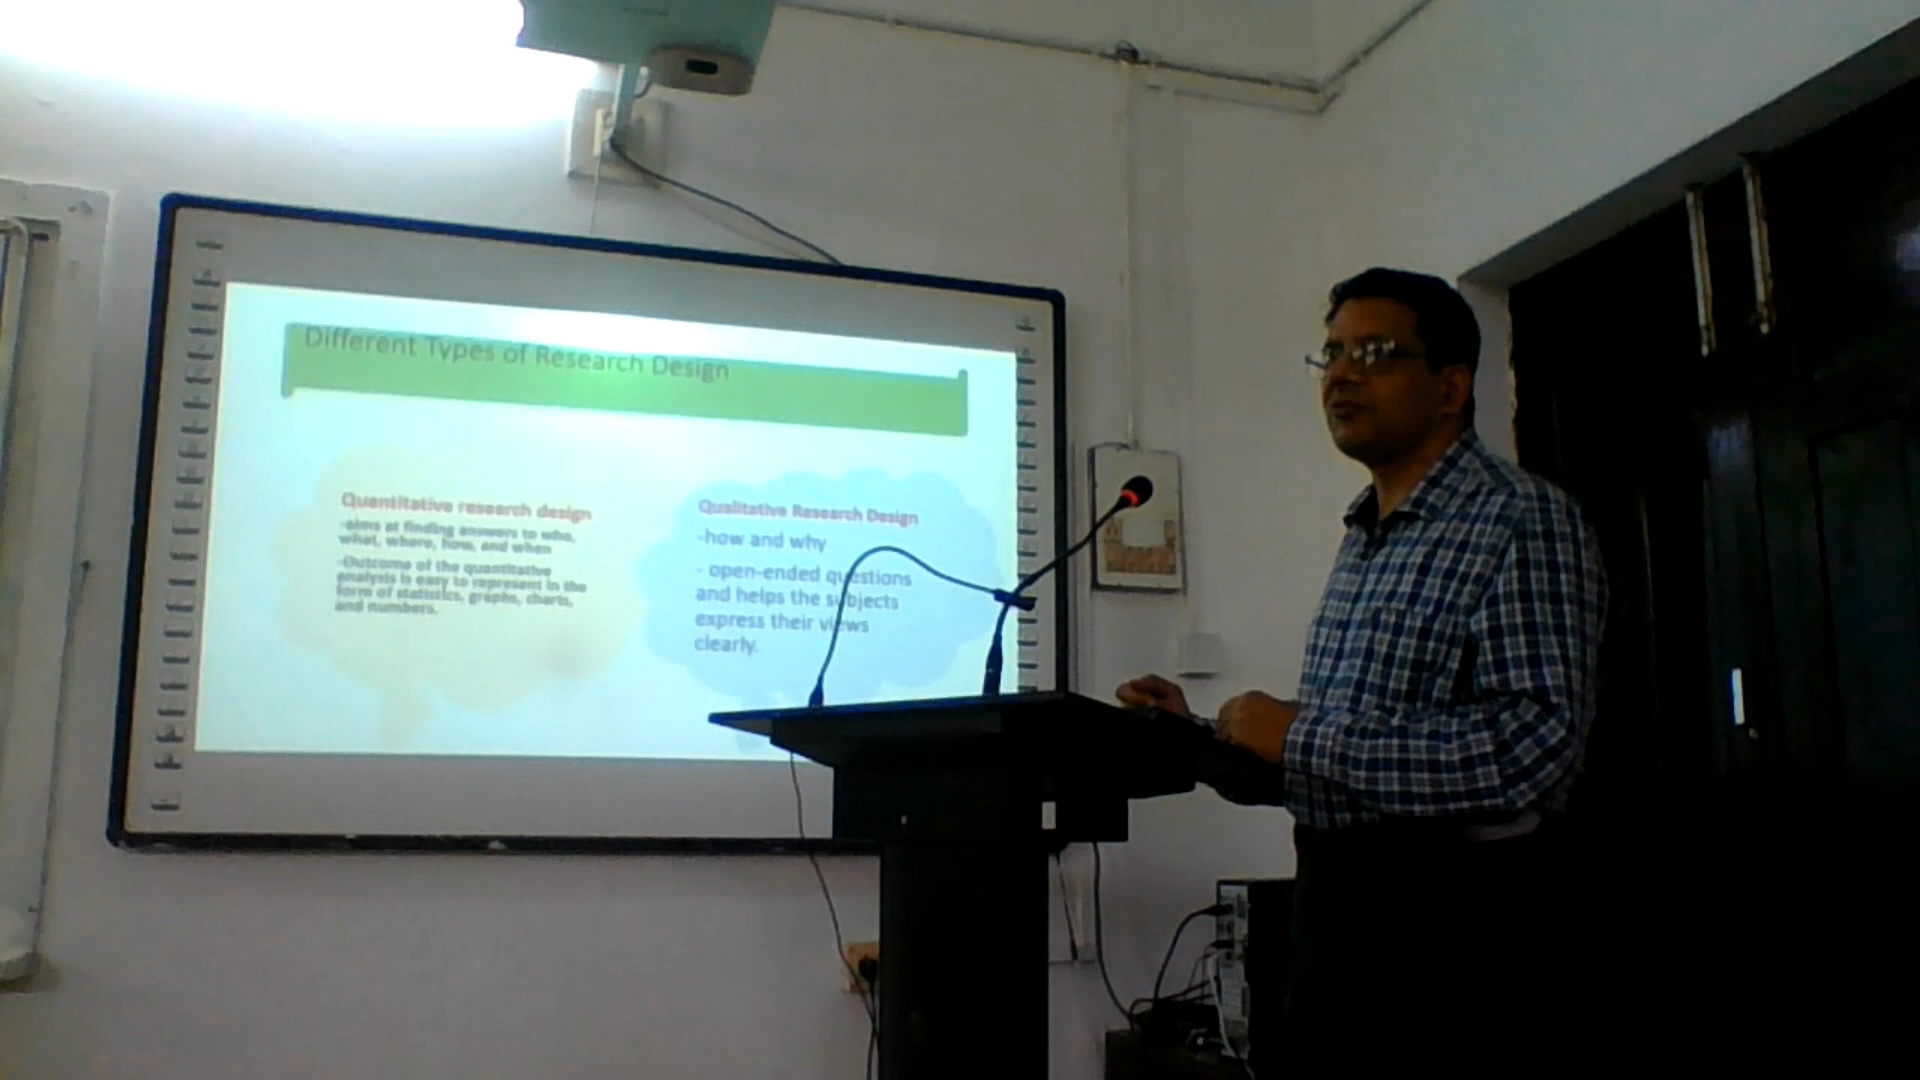 Different Types of Research Design
Quantitative research design
-aims at finding answers to who,
what, where, how, and when
-Outcome of the quantitative
analysis is easy to represent in the
form of statistics, graphs, charts,
and numbers.
Qualitative Research Design
-how and why
- open-ended questions
and helps the subjects
express their views
clearly.